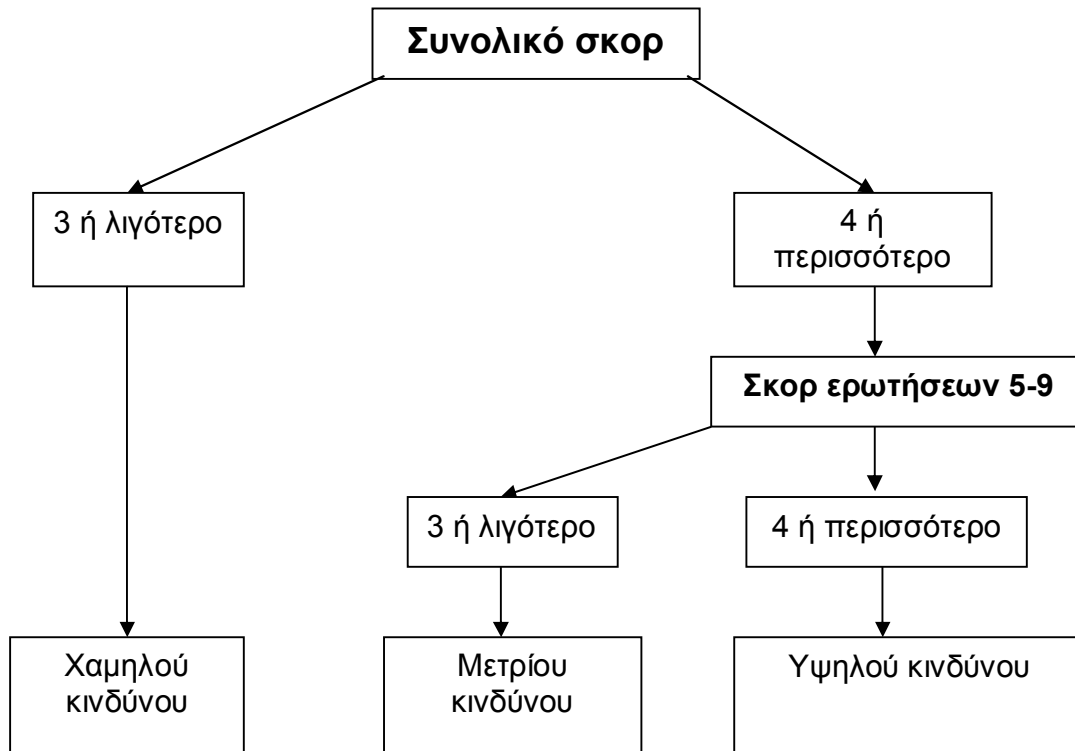 Συνολικό σκορ
3 ή λιγότερο
4 ή
περισσότερο
Σκορ ερωτήσεων 5-9
3 ή λιγότερο
4 ή περισσότερο
Χαμηλού
κινδύνου
Μετρίου
κινδύνου
Υψηλού κινδύνου